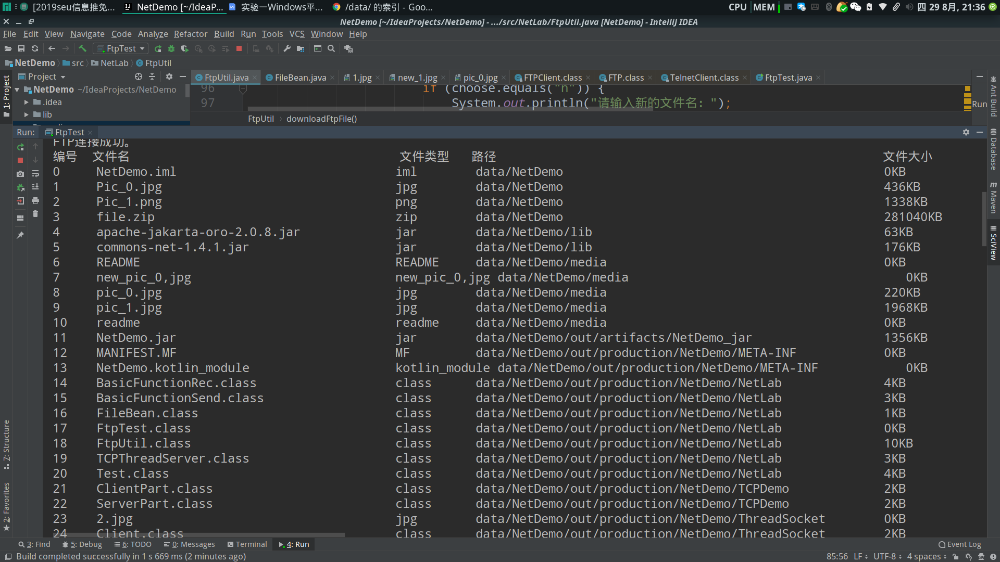 [2019seu信息推免... NetDemo [~/IdeaP... 实验一Windows平... /data/ 的索引 - Goo... CPU MEM 四 29 8月, 21:36
NetDemo [~/IdeaProjects/NetDemo] - .../src/NetLab/FtpUtil.java [NetDemo] - IntelliJ IDEA
File Edit View Navigate Code Analyze Refactor Build Run Tools VCS Window Help
FtpTest
NetDemo src NetLab FtpUtil
Project FtpUtil.java FileBean.java 1.jpg new_1.jpg pic_0.jpg FTPClient.class FTP.class TelnetClient.class FtpTest.java
NetDemo ~/IdeaProjects/NetDemo
.idea
lib
96 if (choose.equals("n")) {
97 System.out.println("请输入新的文件名: ");
FtpUtil › downloadFtpFile()
Run
Run: FtpTest
FTP连接成功。
编号 文件名 文件类型 路径 文件大小
0 NetDemo.iml iml data/NetDemo 0KB
1 Pic_0.jpg jpg data/NetDemo 436KB
2 Pic_1.png png data/NetDemo 1338KB
3 file.zip zip data/NetDemo 281040KB
4 apache-jakarta-oro-2.0.8.jar jar data/NetDemo/lib 63KB
5 commons-net-1.4.1.jar jar data/NetDemo/lib 176KB
6 README README data/NetDemo/media 0KB
7 new_pic_0,jpg new_pic_0,jpg data/NetDemo/media 0KB
8 pic_0.jpg jpg data/NetDemo/media 220KB
9 pic_1.jpg jpg data/NetDemo/media 1968KB
10 readme readme data/NetDemo/media 0KB
11 NetDemo.jar jar data/NetDemo/out/artifacts/NetDemo_jar 1356KB
12 MANIFEST.MF MF data/NetDemo/out/production/META-INF 0KB
13 NetDemo.kotlin_module kotlin_module data/NetDemo/out/production/NetDemo/META-INF 0KB
14 BasicFunctionRec.class class data/NetDemo/out/production/NetDemo/NetLab 4KB
15 BasicFunctionSend.class class data/NetDemo/out/production/NetDemo/NetLab 3KB
16 FileBean.class class data/NetDemo/out/production/NetDemo/NetLab 1KB
17 FtpTest.class class data/NetDemo/out/production/NetDemo/NetLab 0KB
18 FtpUtil.class class data/NetDemo/out/production/NetDemo/NetLab 10KB
19 TCPThreadServer.class class data/NetDemo/out/production/NetDemo/NetLab 3KB
20 Test.class class data/NetDemo/out/production/NetDemo/NetLab 4KB
21 ClientPart.class class data/NetDemo/out/production/NetDemo/TCPDemo 2KB
22 ServerPart.class class data/NetDemo/out/production/NetDemo/TCPDemo 2KB
23 2.jpg jpg data/NetDemo/out/production/NetDemo/ThreadSocket 0KB
24 Client.class class data/NetDemo/out/production/NetDemo/ThreadSocket 2KB
1: Project
7: Structure
2: Favorites
Ant Build
Database
Maven
SciView
3: Find 5: Debug 6: TODO 0: Messages Terminal 4: Run Event Log
Build completed successfully in 1 s 669 ms (2 minutes ago) 85:56 LF UTF-8 4 spaces